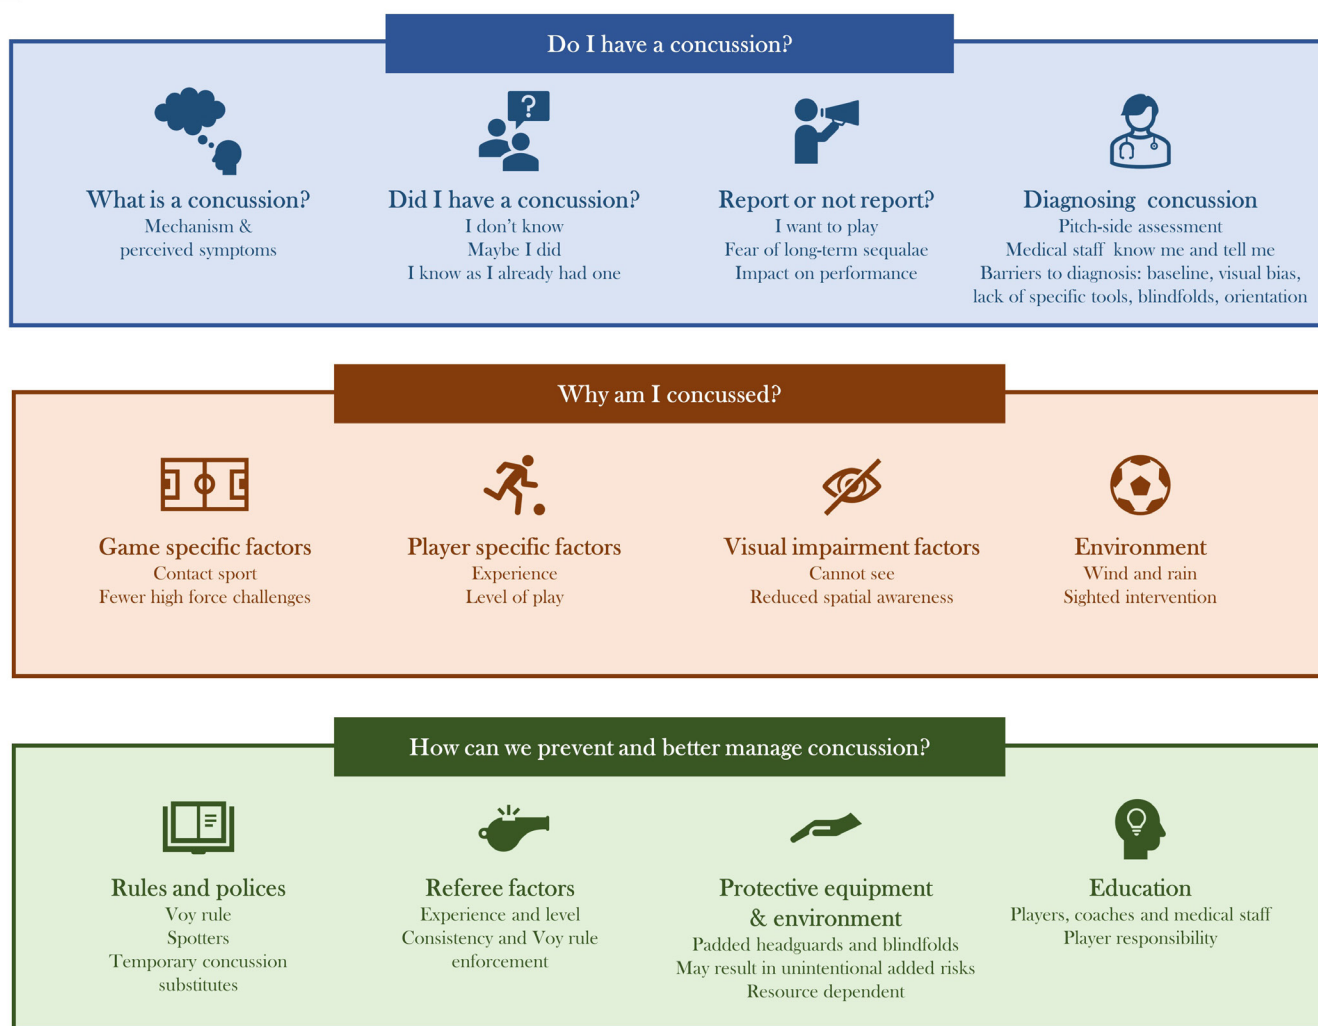 Do I have a concussion?
?
What is a concussion?
Mechanism &
perceived symptoms
Did I have a concussion?
I don't know
Maybe I did
I know as I already had one
Report or not report?
I want to play
Fear of long-term sequalae
Impact on performance
Diagnosing concussion
Pitch-side assessment
Medical staff know me and tell me
Barriers to diagnosis: baseline, visual bias,
lack of specific tools, blindfolds, orientation
Why am I concussed?
Game specific factors
Contact sport
Fewer high force challenges
Player specific factors
Experience
Level of play
Visual impairment factors
Cannot see
Reduced spatial awareness
Environment
Wind and rain
Sighted intervention
How can we prevent and better manage concussion?
Rules and polices
Voy rule
Spotters
Temporary concussion
substitutes
Referee factors
Experience and level
Consistency and Voy rule
enforcement
Protective equipment
& environment
Padded headguards and blindfolds
May result in unintentional added risks
Resource dependent
Education
Players, coaches and medical staff
Player responsibility